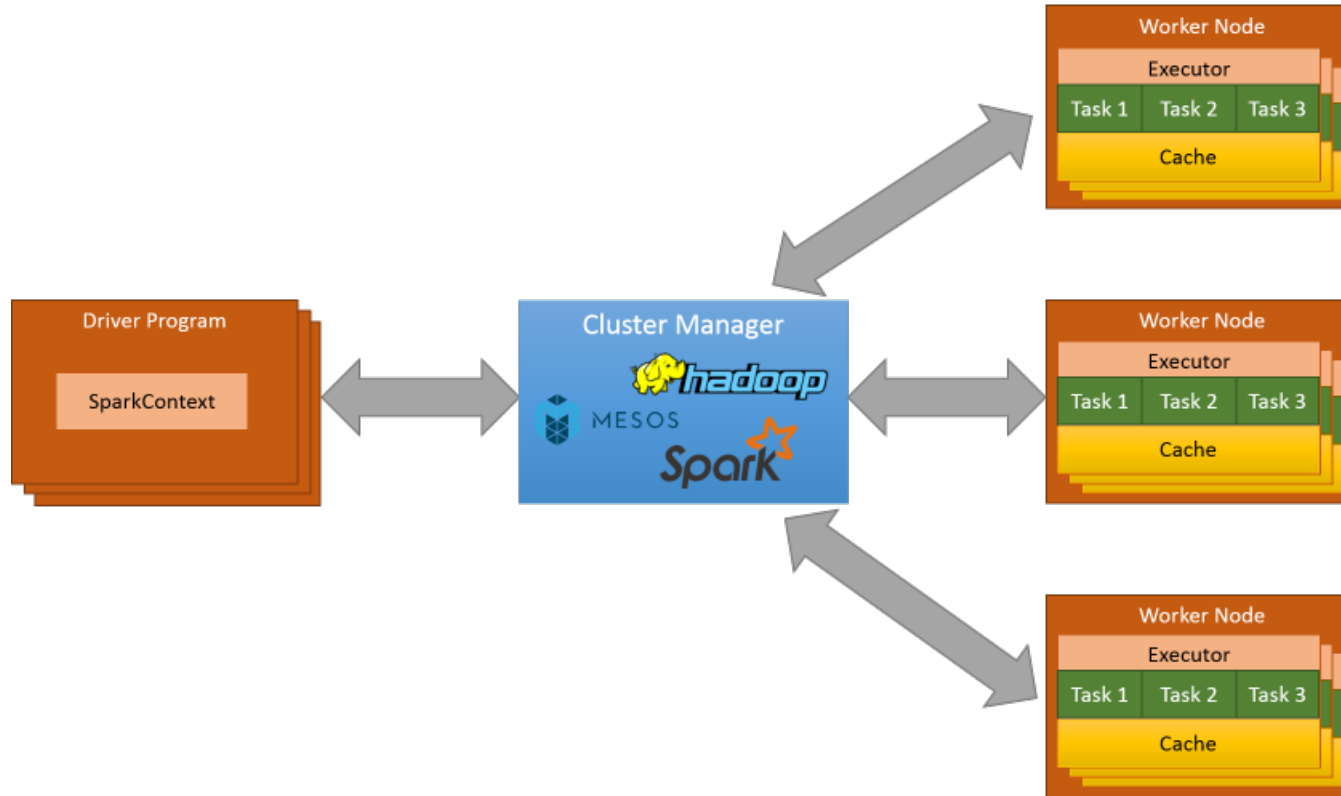 Worker Node
Executor
Task 1 Task 2 Task 3
Cache
Driver Program
SparkContext
Cluster Manager
hadoop
MESOS
Spark
Worker Node
Executor
Task 1 Task 2 Task 3
Cache
Worker Node
Executor
Task 1 Task 2 Task 3
Cache